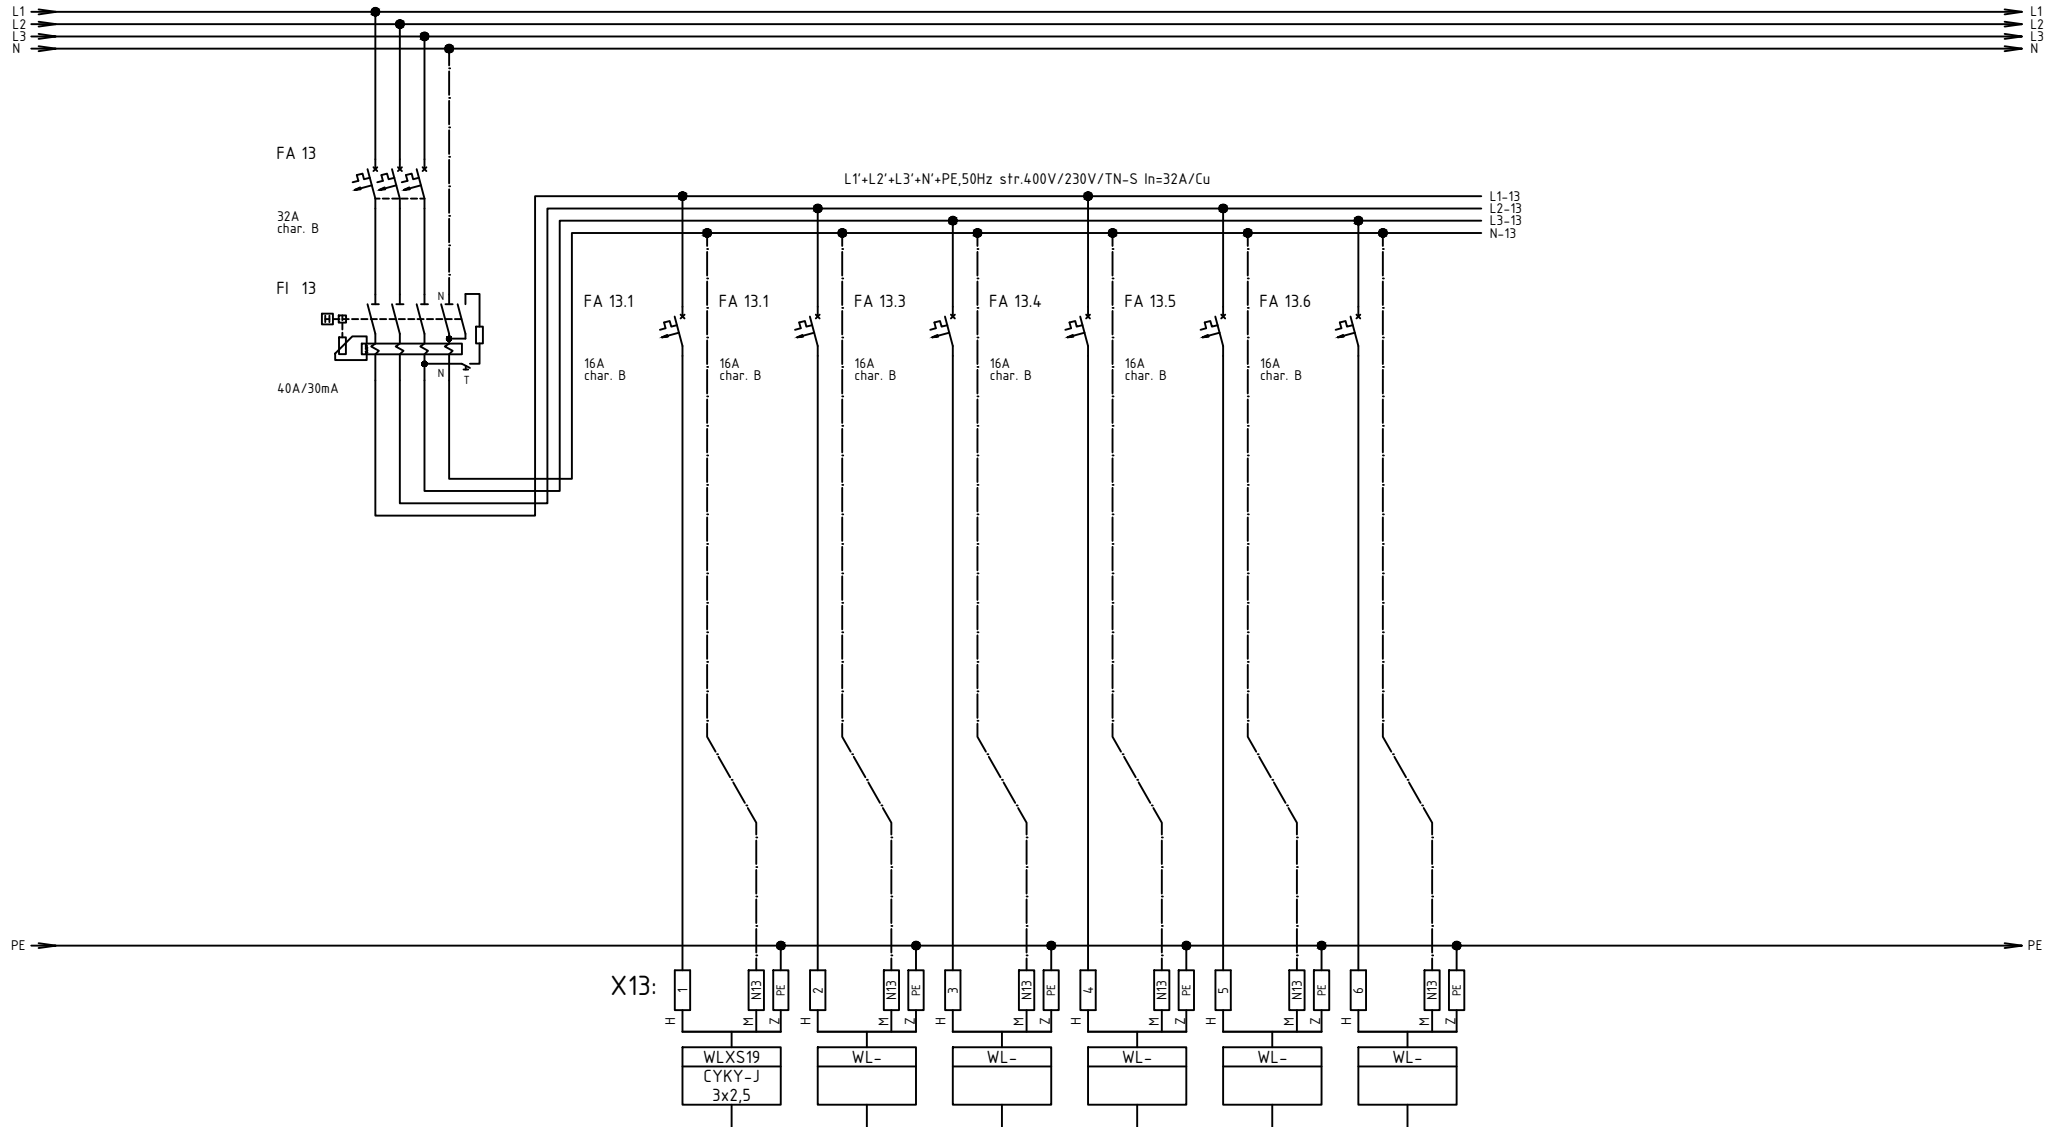 L1 L1
L2 L2
L3 L3
N N
FA 13
L1'+L2'+L3'+N'+PE,50Hz str.400V/230V/TN-S In=32A/Cu
L1-13
L2-13
L3-13
N-13
32A
char. B
FI 13
N
FA 13.1 FA 13.1 FA 13.3 FA 13.4 FA 13.5 FA 13.6
16A 16A 16A 16A 16A 16A
char. B char. B char. B char. B char. B char. B
H
N
T
40A/30mA
PE PE
X13:
1 N13 PE 2 N13 PE 3 N13 PE 4 N13 PE 5 N13 PE 6 N13 PE
H M Z H M Z H M Z H M Z H M Z H M Z
WLXS19 WL- WL- WL- WL- WL-
CYKY-J
3x2,5